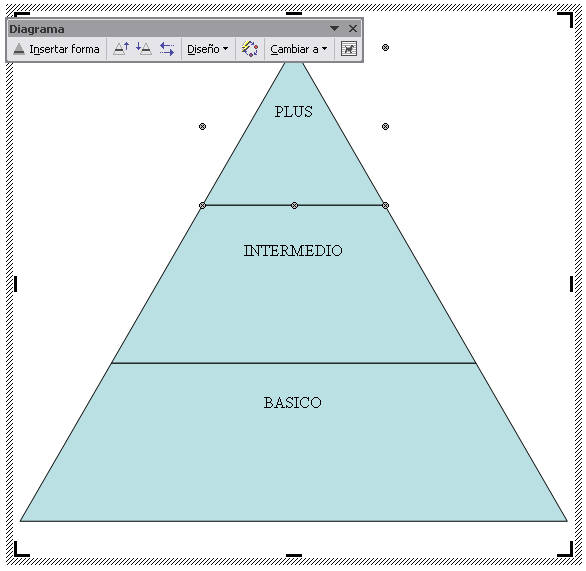 Diagrama
Insertar forma Diseño Cambiar a
PLUS
INTERMEDIO
BASICO